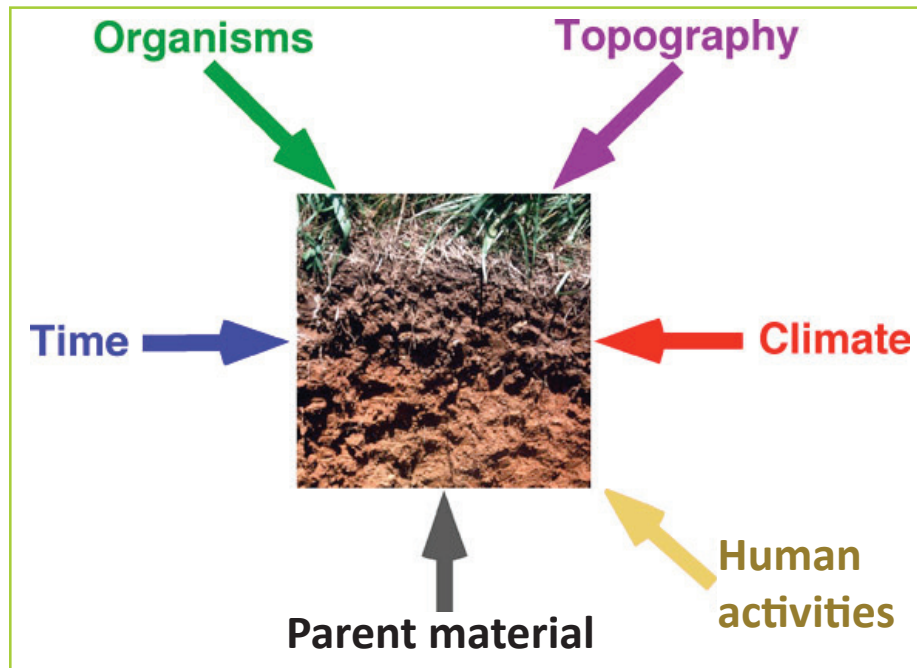 Organisms
Topography
Time
Climate
Human
activities
Parent material